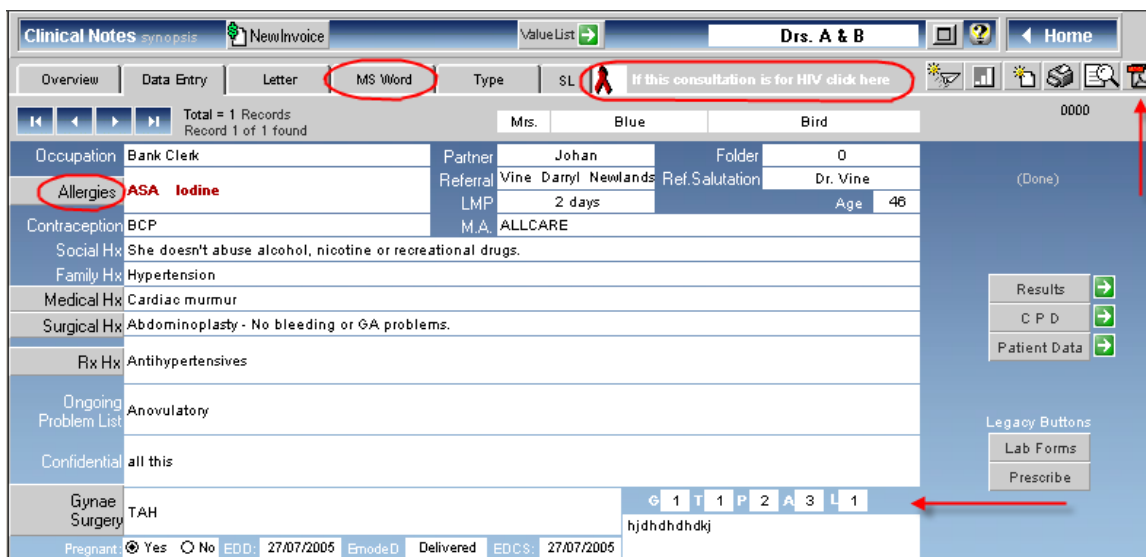 Clinical Notes synopsis NewInvoice ValueList Drs. A & B Home
Overview Data Entry Letter MS Word Type SL If this consultation is for HIV click here
Total = 1 Records
Record 1 of 1 found
Mrs. Blue Bird 0000
Occupation Bank Clerk Partner Johan Folder 0
Allergies ASA Iodine Referral Vine Darryl Newlands Ref.Salutation Dr. Vine (Done)
LMP 2 days Age 46
Contraception BCP M.A. ALLCARE
Social Hx She doesn't abuse alcohol, nicotine or recreational drugs.
Family Hx Hypertension
Medical Hx Cardiac murmur Results
Surgical Hx Abdominoplasty - No bleeding or GA problems. C P D
Rx Hx Antihypertensives Patient Data
Ongoing
Problem List Anovulatory
Legacy Buttons
Confidential all this Lab Forms
Prescribe
Gynae
Surgery TAH G 1 T 1 P 2 A 3 L 1
hjdhdhdhdkj
Pregnant: Yes No EDD: 27/07/2005 EmodeD Delivered EDCS: 27/07/2005